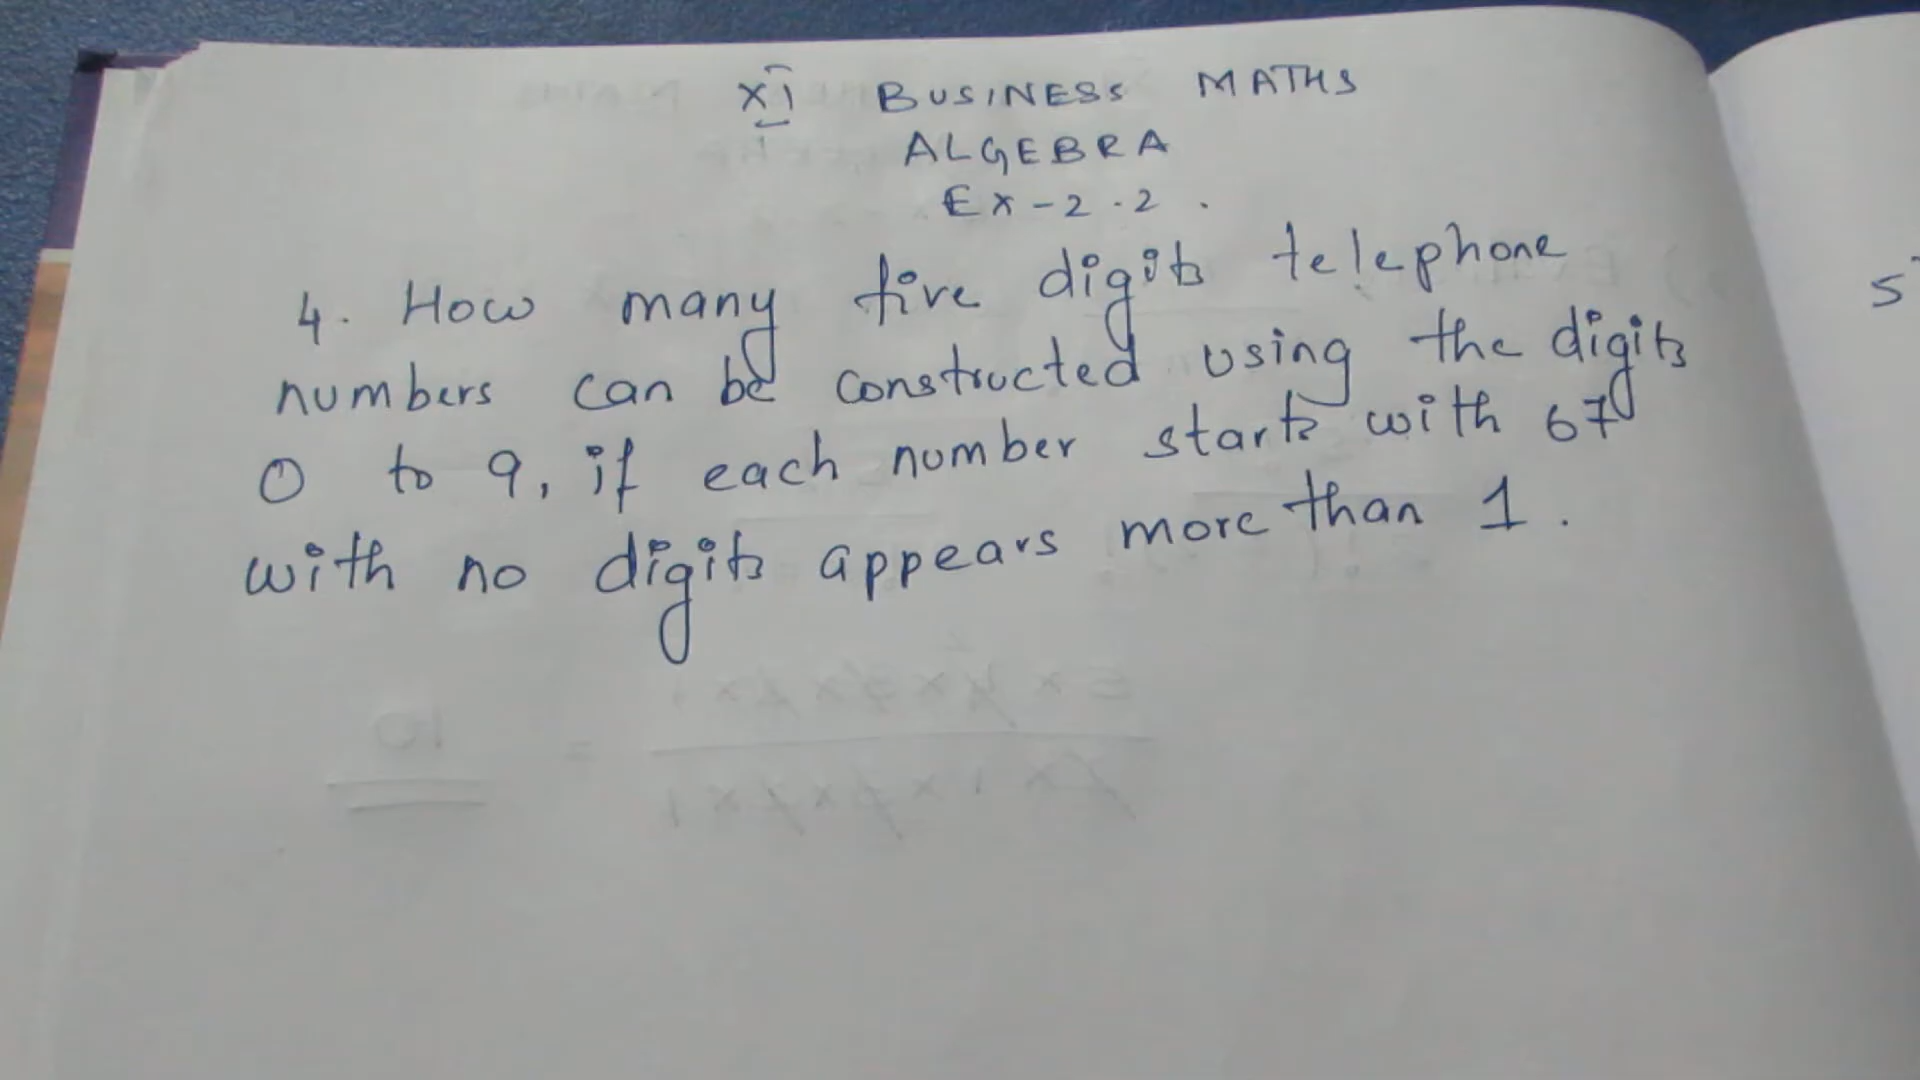 XI BUSINESS MATHS
ALGEBRA
Ex-2.2.
4. How many five digits telephone
numbers can be constructed using the digits
0 to 9, if each number starts with 67
with no digits appears more than 1.